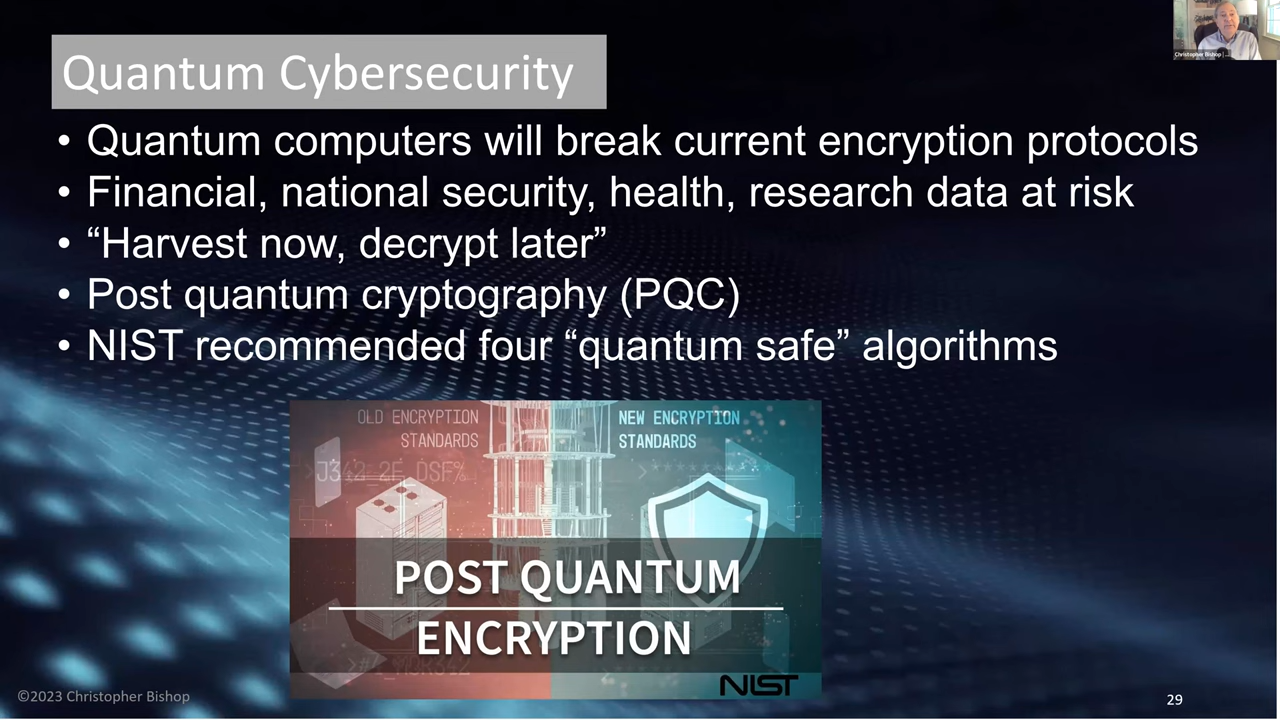 Quantum Cybersecurity
Christopher Bishop
• Quantum computers will break current encryption protocols
• Financial, national security, health, research data at risk
• “Harvest now, decrypt later”
• Post quantum cryptography (PQC)
• NIST recommended four “quantum safe” algorithms
OLD ENCRYPTION
STANDARDS
NEW ENCRYPTION
STANDARDS
POST QUANTUM
ENCRYPTION
NIST
©2023 Christopher Bishop
29